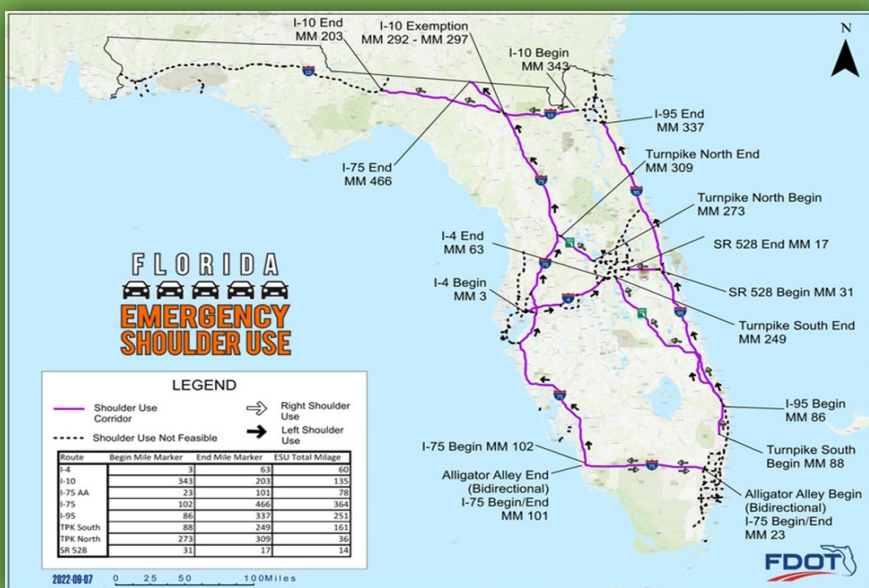 I-10 End
MM 203
I-10 Exemption
MM 292 - MM 297
I-10 Begin
MM 343
N
I-95 End
MM 337
I-75 End
MM 466
Turnpike North End
MM 309
Turnpike North Begin
MM 273
I-4 End
MM 63
SR 528 End MM 17
I-4 Begin
MM 3
SR 528 Begin MM 31
Turnpike South End
MM 249
FLORIDA
EMERGENCY
SHOULDER USE
I-95 Begin
MM 86
Turnpike South
Begin MM 88
I-75 Begin MM 102
Alligator Alley End
(Bidirectional)
I-75 Begin/End
MM 101
Alligator Alley Begin
(Bidirectional)
I-75 Begin/End
MM 23
LEGEND
Shoulder Use
Corridor
Right Shoulder
Use
Shoulder Use Not Feasible
Left Shoulder
Use
Route Begin Mile Marker End Mile Marker ESU Total Milage
I-4 3 63 60
I-10 343 203 135
I-75 AA 23 101 78
I-75 102 466 364
I-95 86 337 251
TPK South 88 249 161
TPK North 273 309 36
SR 528 31 17 14
2022-09-07 0 25 50 100Miles
FDOT